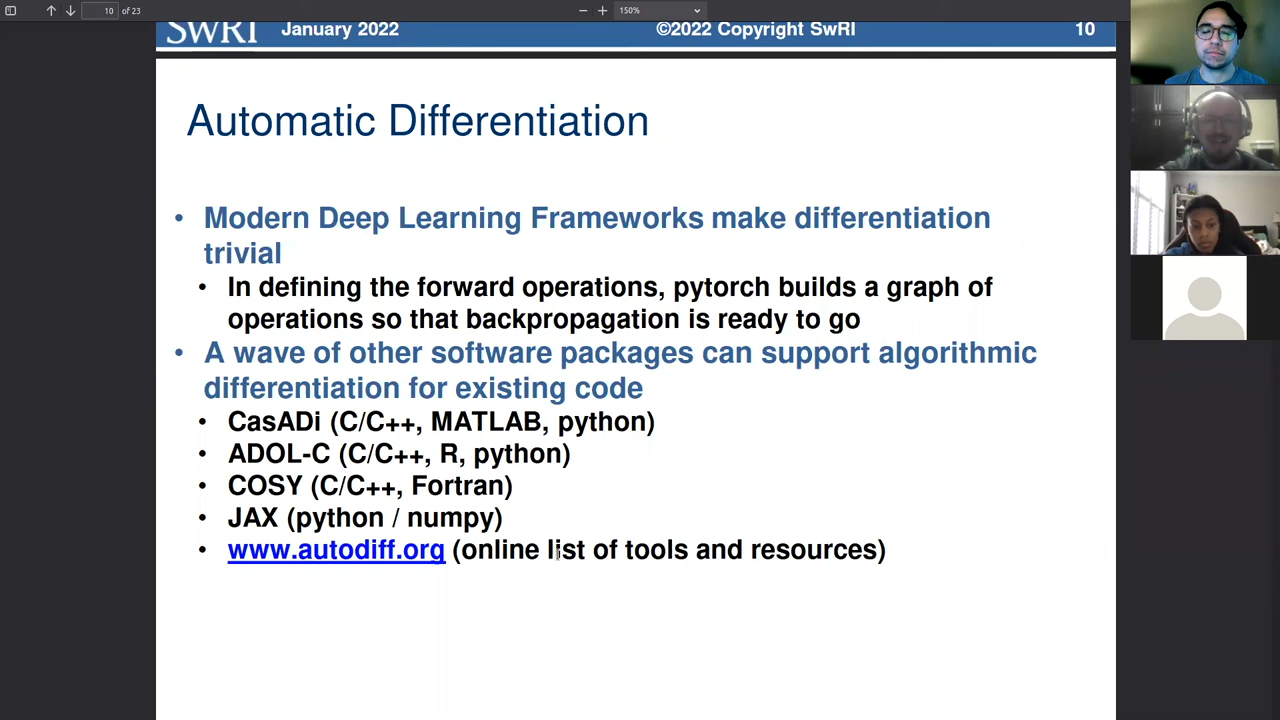 10 of 23
150%
SwRI January 2022 ©2022 Copyright SwRI 10
Automatic Differentiation
• Modern Deep Learning Frameworks make differentiation
trivial
• In defining the forward operations, pytorch builds a graph of
operations so that backpropagation is ready to go
• A wave of other software packages can support algorithmic
differentiation for existing code
• CasADi (C/C++, MATLAB, python)
• ADOL-C (C/C++, R, python)
• COSY (C/C++, Fortran)
• JAX (python / numpy)
• www.autodiff.org (online list of tools and resources)